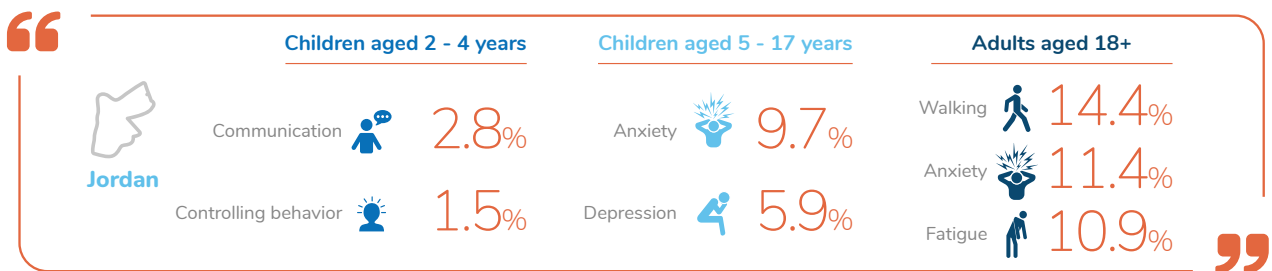 Children aged 2 - 4 years
Communication 2.8%
Controlling behavior 1.5%
Children aged 5 - 17 years
Anxiety 9.7%
Depression 5.9%
Adults aged 18+
Walking 14.4%
Anxiety 11.4%
Fatigue 10.9%
Jordan